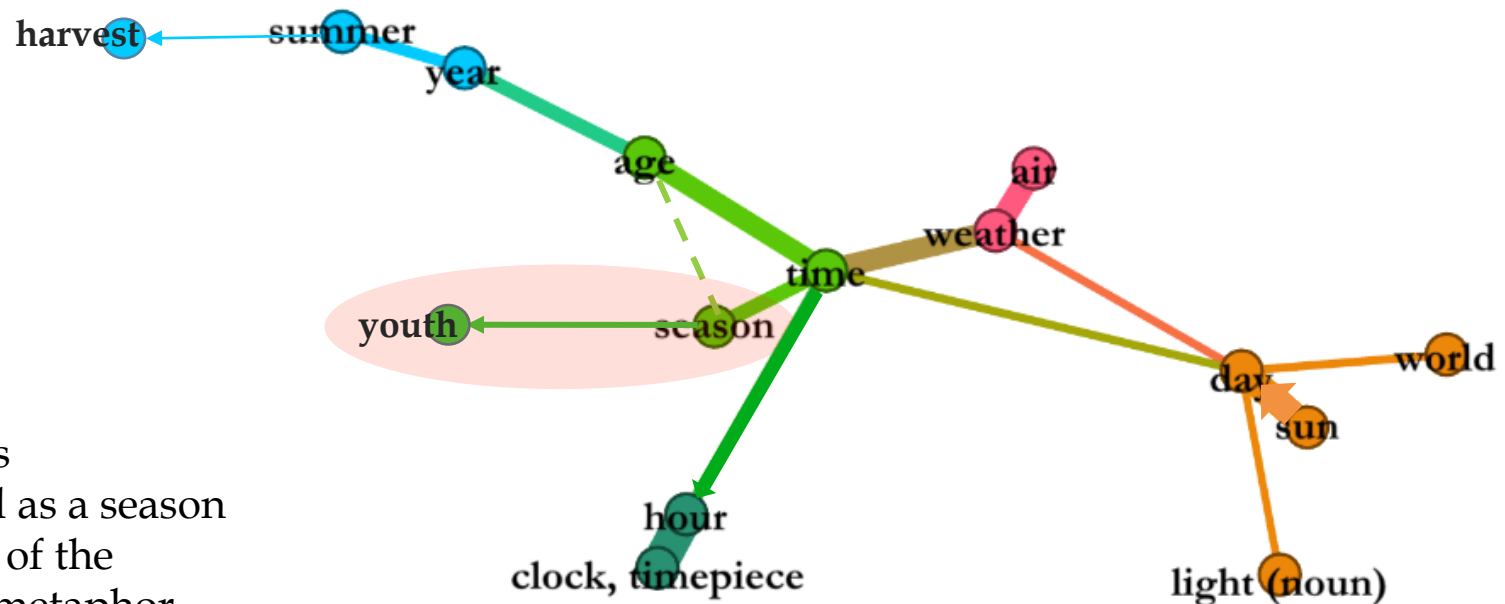 harvest
summer
year
age
air
weather
time
youth
season
day
world
sun
hour
clock, timepiece
light (noun)
as a season
of the
metaphor